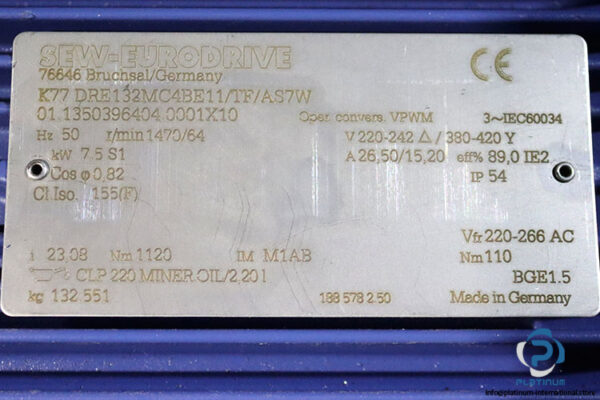 SEW-EURODRIVE
76646 Bruchsal/Germany
CE
K77 DRE132MC4BE11/TF/AS7W
01.1350396404.0001X10 Oper. convers. VPWM 3~IEC60034
Hz 50 r/min 1470/64 V 220-242 Δ / 380-420 Y
kW 7.5 S1 A 26,50/15,20 eff% 89,0 IE2
Cos φ 0,82 IP 54
Cl Iso. 155(F)
Vfr 220-266 AC
i 23,08 Nm 1120 IM M1AB Nm 110
CLP 220 MINER.OIL/2,20 l BGE1.5
kg 132.551 188 578 2.50 Made in Germany
PLATINUM
info@platinum-international.store